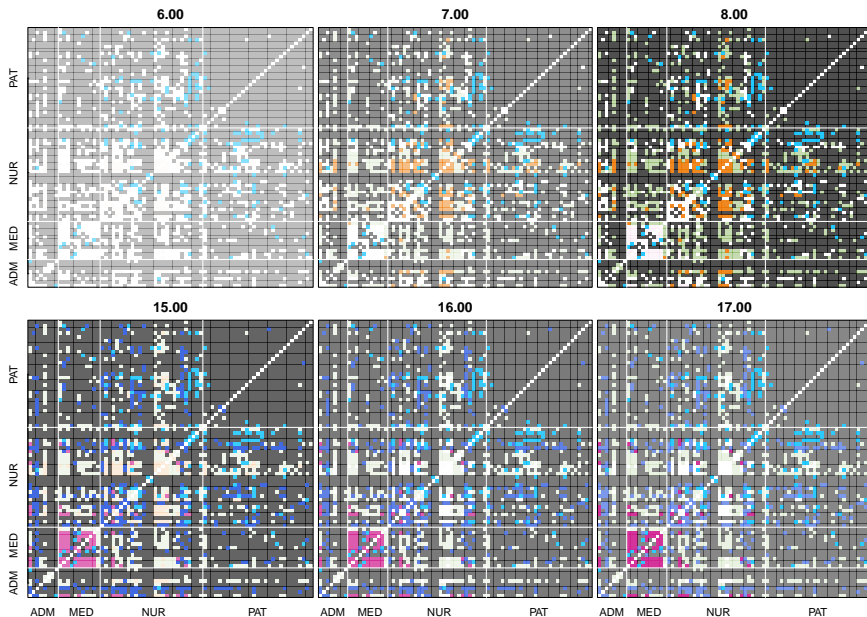 6.00 7.00 8.00
PAT
NUR
MED
ADM
15.00 16.00 17.00
PAT
NUR
MED
ADM
ADM MED NUR PAT ADM MED NUR PAT ADM MED NUR PAT